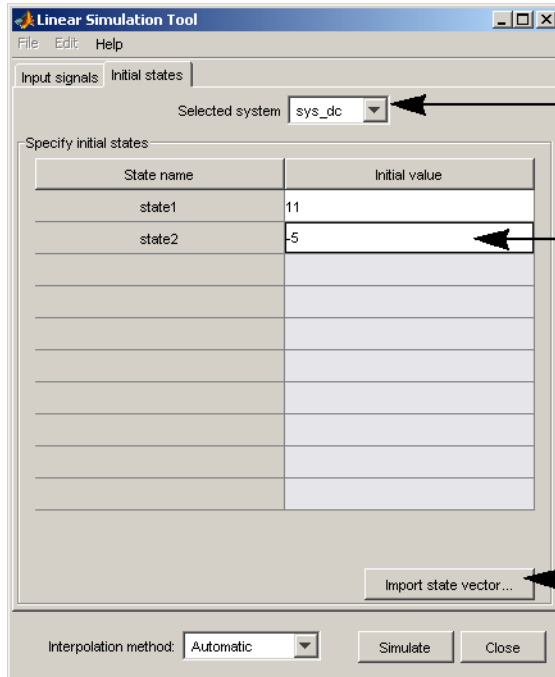 Linear Simulation Tool
File Edit Help
Input signals Initial states
Selected system sys_dc
Specify initial states
State name Initial value
state1 11
state2 -5
Import state vector...
Interpolation method: Automatic Simulate Close